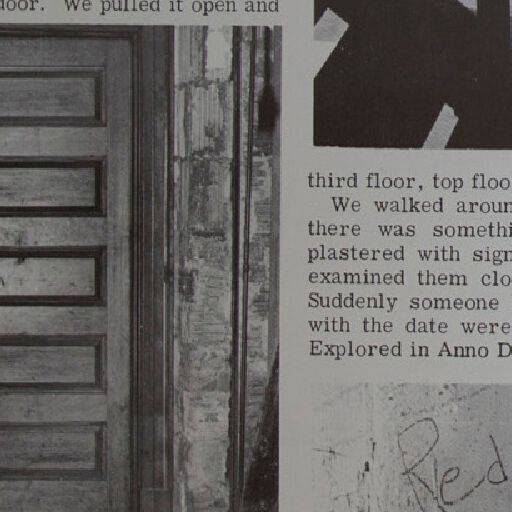 door. We pulled it open and
third floor, top floo
We walked aroun
there was somethi
plastered with sign
examined them clo
Suddenly someone
with the date were
Explored in Anno D
Red